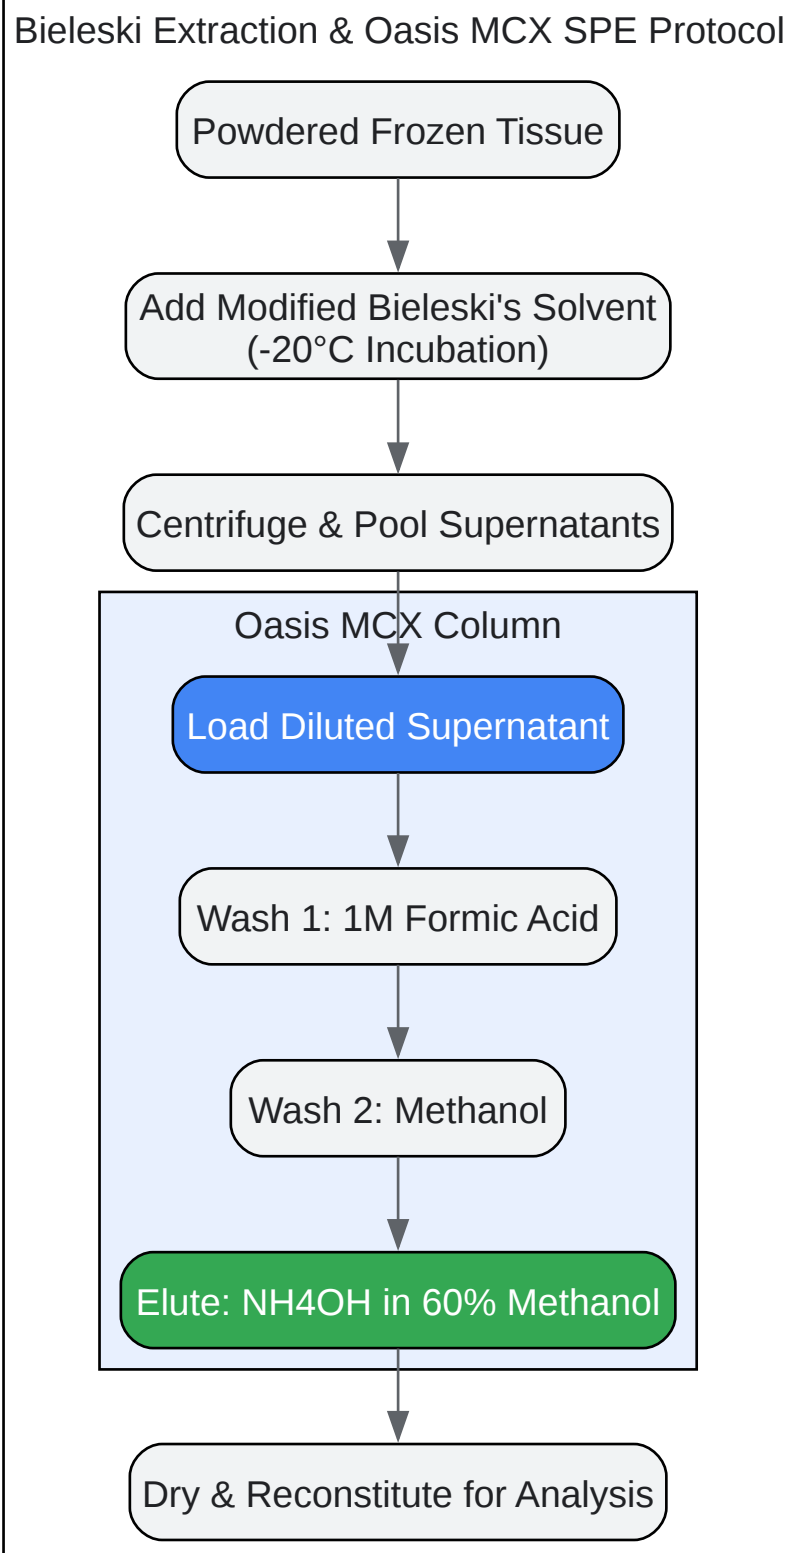 Bieleski Extraction & Oasis MCX SPE Protocol
Powdered Frozen Tissue
Add Modified Bieleski's Solvent
(-20°C Incubation)
Centrifuge & Pool Supernatants
Oasis MCX Column
Load Diluted Supernatant
Wash 1: 1M Formic Acid
Wash 2: Methanol
Elute: NH4OH in 60% Methanol
Dry & Reconstitute for Analysis